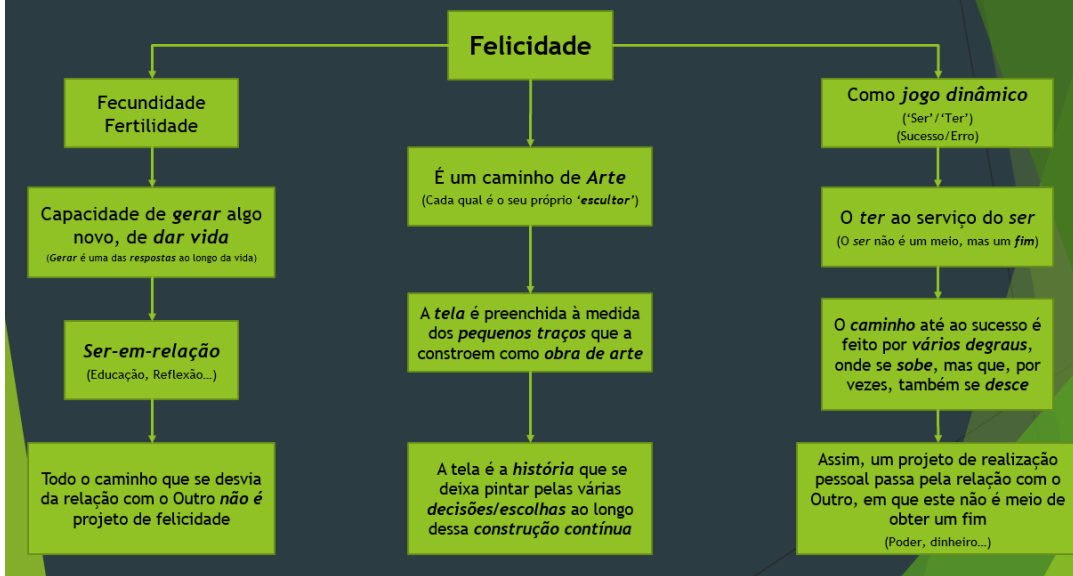 Felicidade
Fecundidade
Fertilidade
Capacidade de gerar algo
novo, de dar vida
(Gerar é uma das respostas ao longo da vida)
Ser-em-relação
(Educação, Reflexão...)
Todo o caminho que se desvia
da relação com o Outro não é
projeto de felicidade
É um caminho de Arte
(Cada qual é o seu próprio ‘escultor’)
A tela é preenchida à medida
dos pequenos traços que a
constroem como obra de arte
A tela é a história que se
deixa pintar pelas várias
decisões/escolhas ao longo
dessa construção contínua
Como jogo dinâmico
(‘Ser’/‘Ter’)
(Sucesso/Erro)
O ter ao serviço do ser
(O ser não é um meio, mas um fim)
O caminho até ao sucesso é
feito por vários degraus,
onde se sobe, mas que, por
vezes, também se desce
Assim, um projeto de realização
pessoal passa pela relação com o
Outro, em que este não é meio de
obter um fim
(Poder, dinheiro...)